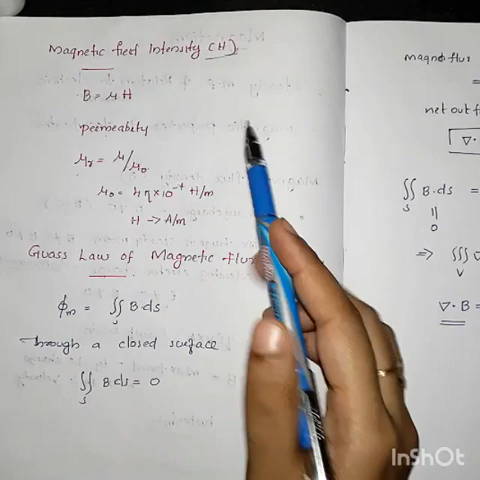 Magnetic field Intensity (H)
B = μ H
permeability
μr = μ/μ0
μ0 = 4π×10⁻⁷ H/m
H → A/m
Guass Law of Magnetic flu
ϕm = ∬s B ds
Through a closed surface
∬s B ds = 0
magnetic flux
net out f
∇·
∬s B·ds =
||
0
⇒ ∭v ∇
∇·B =
InShOt